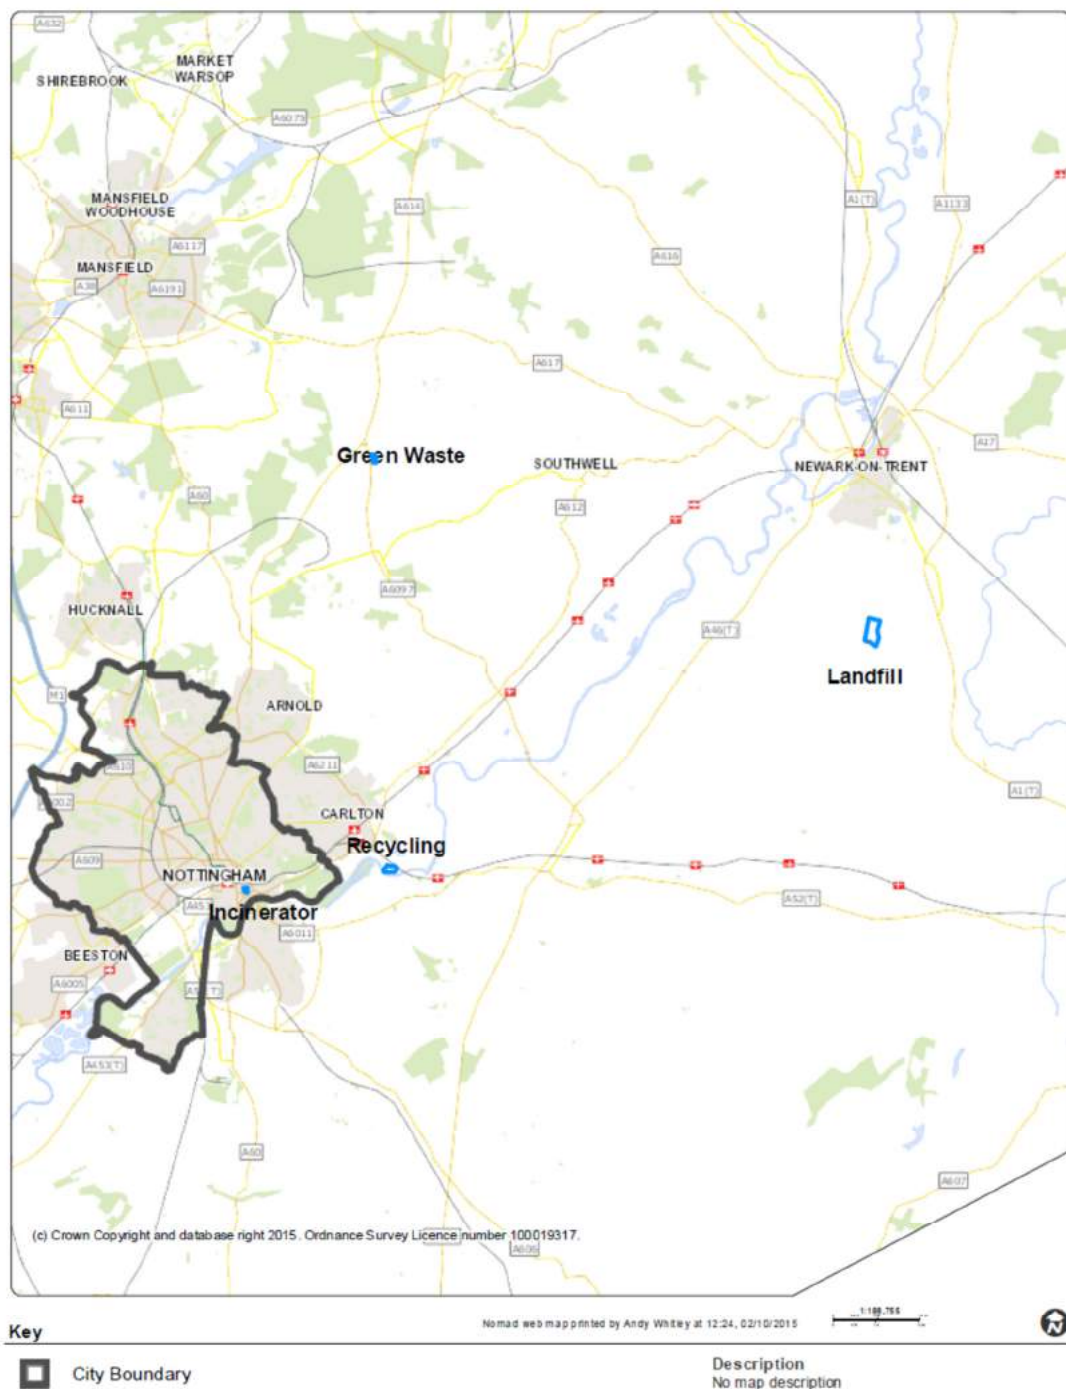 A632
MARKET
WARSOP
SHIREBROOK
A6075
A1(T)
A1133
MANSFIELD
WOODHOUSE
A614
A6117
A616
MANSFIELD
A38
A6191
A617
A611
A17
Green Waste
SOUTHWELL
NEWARK-ON-TRENT
A60
A612
A6097
HUCKNALL
A46(T)
Landfill
M1
ARNOLD
A610
A6211
A1(T)
CARLTON
Recycling
A609
NOTTINGHAM
A52(T)
Incinerator
A6011
BEESTON
A6005
A453(T)
A60
A607
(c) Crown Copyright and database right 2015. Ordnance Survey Licence number 100019317.
A606
Key
Nomad web map printed by Andy Whitley at 12:24, 02/10/2015
N
City Boundary
Description
No map description